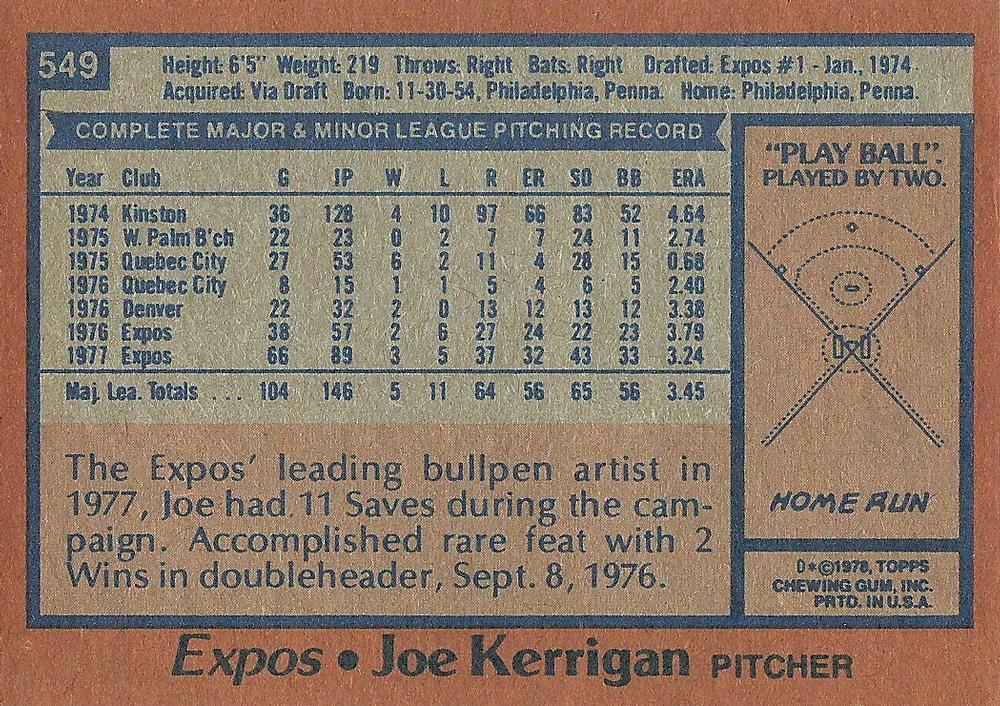 549
Height: 6'5" Weight: 219 Throws: Right Bats: Right Drafted: Expos #1 - Jan., 1974
Acquired: Via Draft Born: 11-30-54, Philadelphia, Penna. Home: Philadelphia, Penna.
COMPLETE MAJOR & MINOR LEAGUE PITCHING RECORD
Year Club G IP W L R ER SO BB ERA
1974 Kinston 36 128 4 10 97 66 83 52 4.64
1975 W. Palm B'ch 22 23 0 2 7 7 24 11 2.74
1975 Quebec City 27 53 6 2 11 4 28 15 0.68
1976 Quebec City 8 15 1 1 5 4 6 5 2.40
1976 Denver 22 32 2 0 13 12 13 12 3.38
1976 Expos 38 57 2 6 27 24 22 23 3.79
1977 Expos 66 89 3 5 37 32 43 33 3.24
Maj. Lea. Totals ... 104 146 5 11 64 56 65 56 3.45
The Expos' leading bullpen artist in
1977, Joe had 11 Saves during the cam-
paign. Accomplished rare feat with 2
Wins in doubleheader, Sept. 8, 1976.
"PLAY BALL".
PLAYED BY TWO.
HOME RUN
D*©1978, TOPPS
CHEWING GUM, INC.
PRTD. IN U.S.A.
Expos • Joe Kerrigan PITCHER